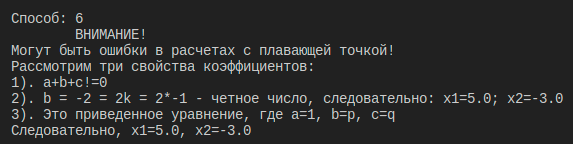 Способ: 6
ВНИМАНИЕ!
Могут быть ошибки в расчетах с плавающей точкой!
Рассмотрим три свойства коэффициентов:
1). a+b+c!=0
2). b = -2 = 2k = 2*-1 - четное число, следовательно: x1=5.0; x2=-3.0
3). Это приведенное уравнение, где a=1, b=p, c=q
Следовательно, x1=5.0, x2=-3.0